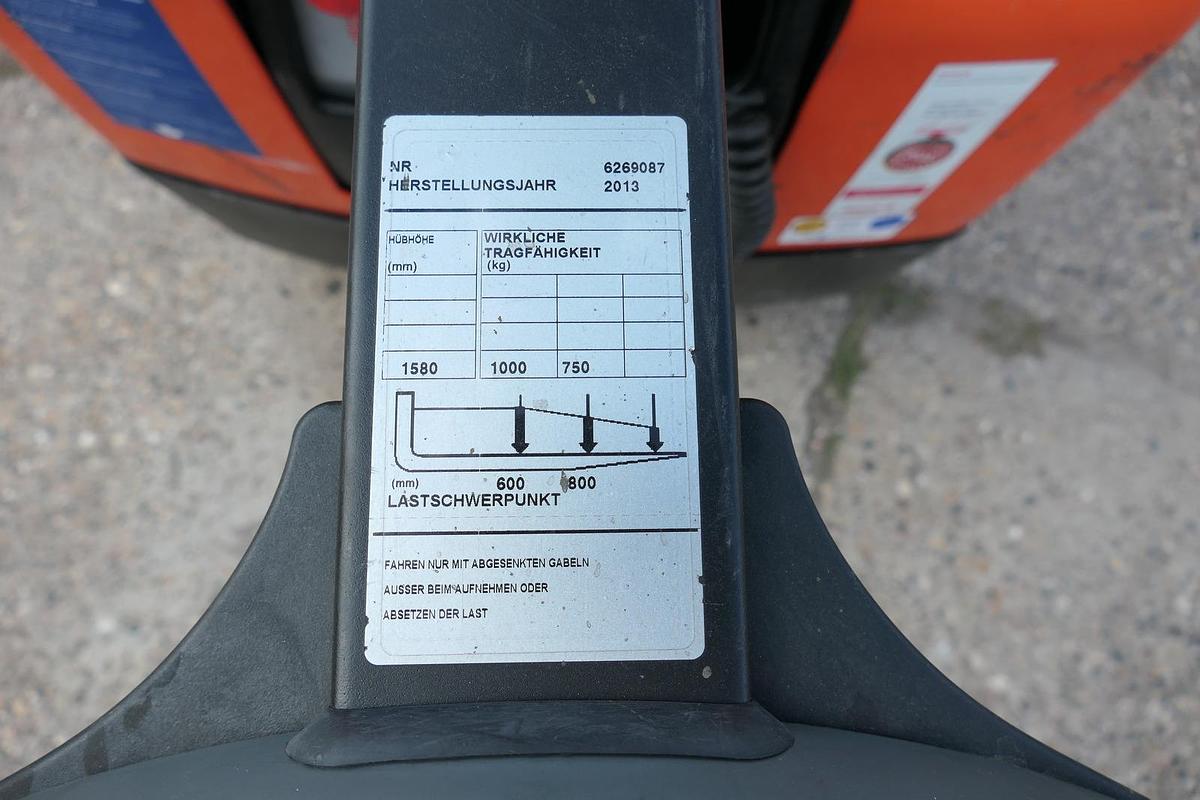 NR 6269087
HERSTELLUNGSJAHR 2013
HÜBHÖHE
(mm)
WIRKLICHE
TRAGFÄHIGKEIT
(kg)
1580 1000 750
(mm) 600 800
LASTSCHWERPUNKT
FAHREN NUR MIT ABGESENKTEN GABELN
AUSSER BEIM AUFNEHMEN ODER
ABSETZEN DER LAST